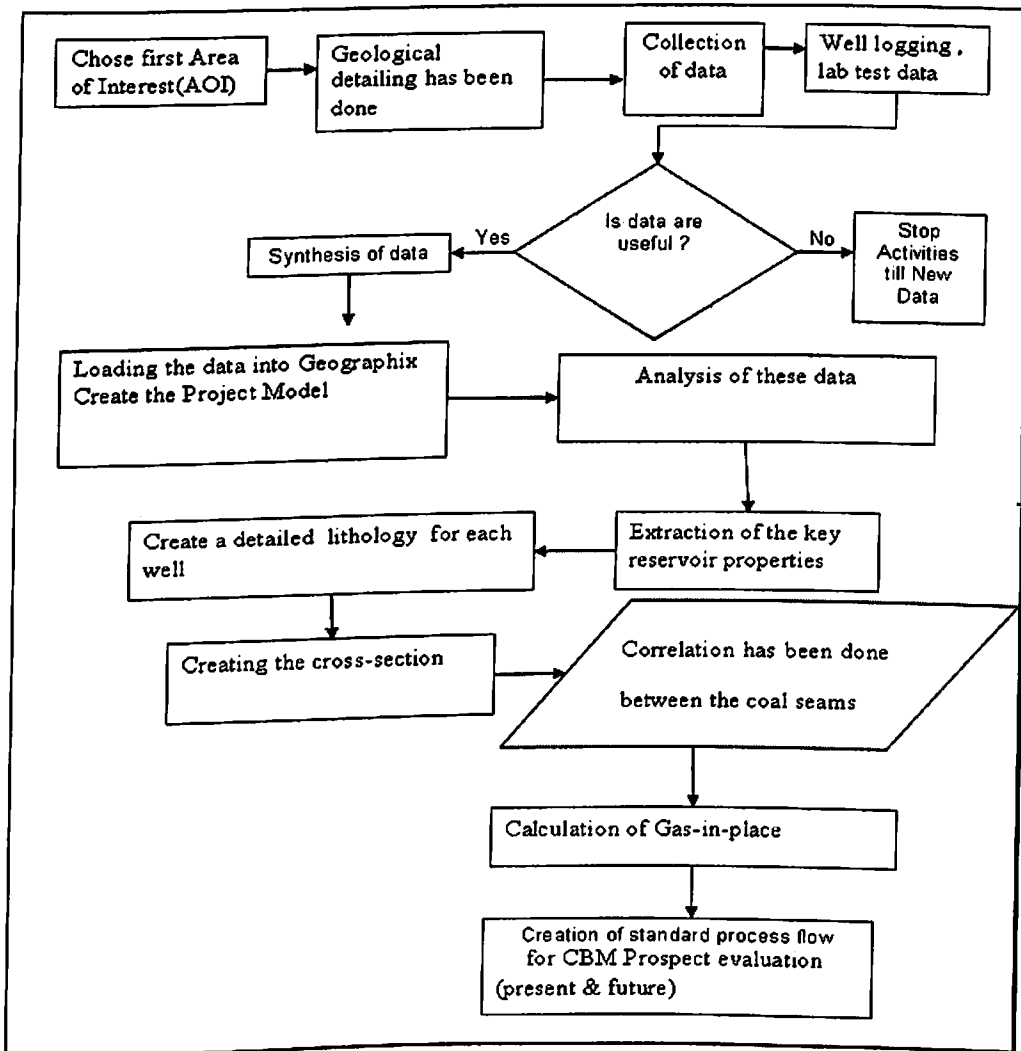 Chose first Area
of Interest(AOI)
Geological
detailing has been
done
Collection
of data
Well logging,
lab test data
Is data are
useful ?
Yes
No
Synthesis of data
Stop
Activities
till New
Data
Loading the data into Geographix
Create the Project Model
Analysis of these data
Extraction of the key
reservoir properties
Create a detailed lithology for each
well
Creating the cross-section
Correlation has been done
between the coal seams
Calculation of Gas-in-place
Creation of standard process flow
for CBM Prospect evaluation
(present & future)